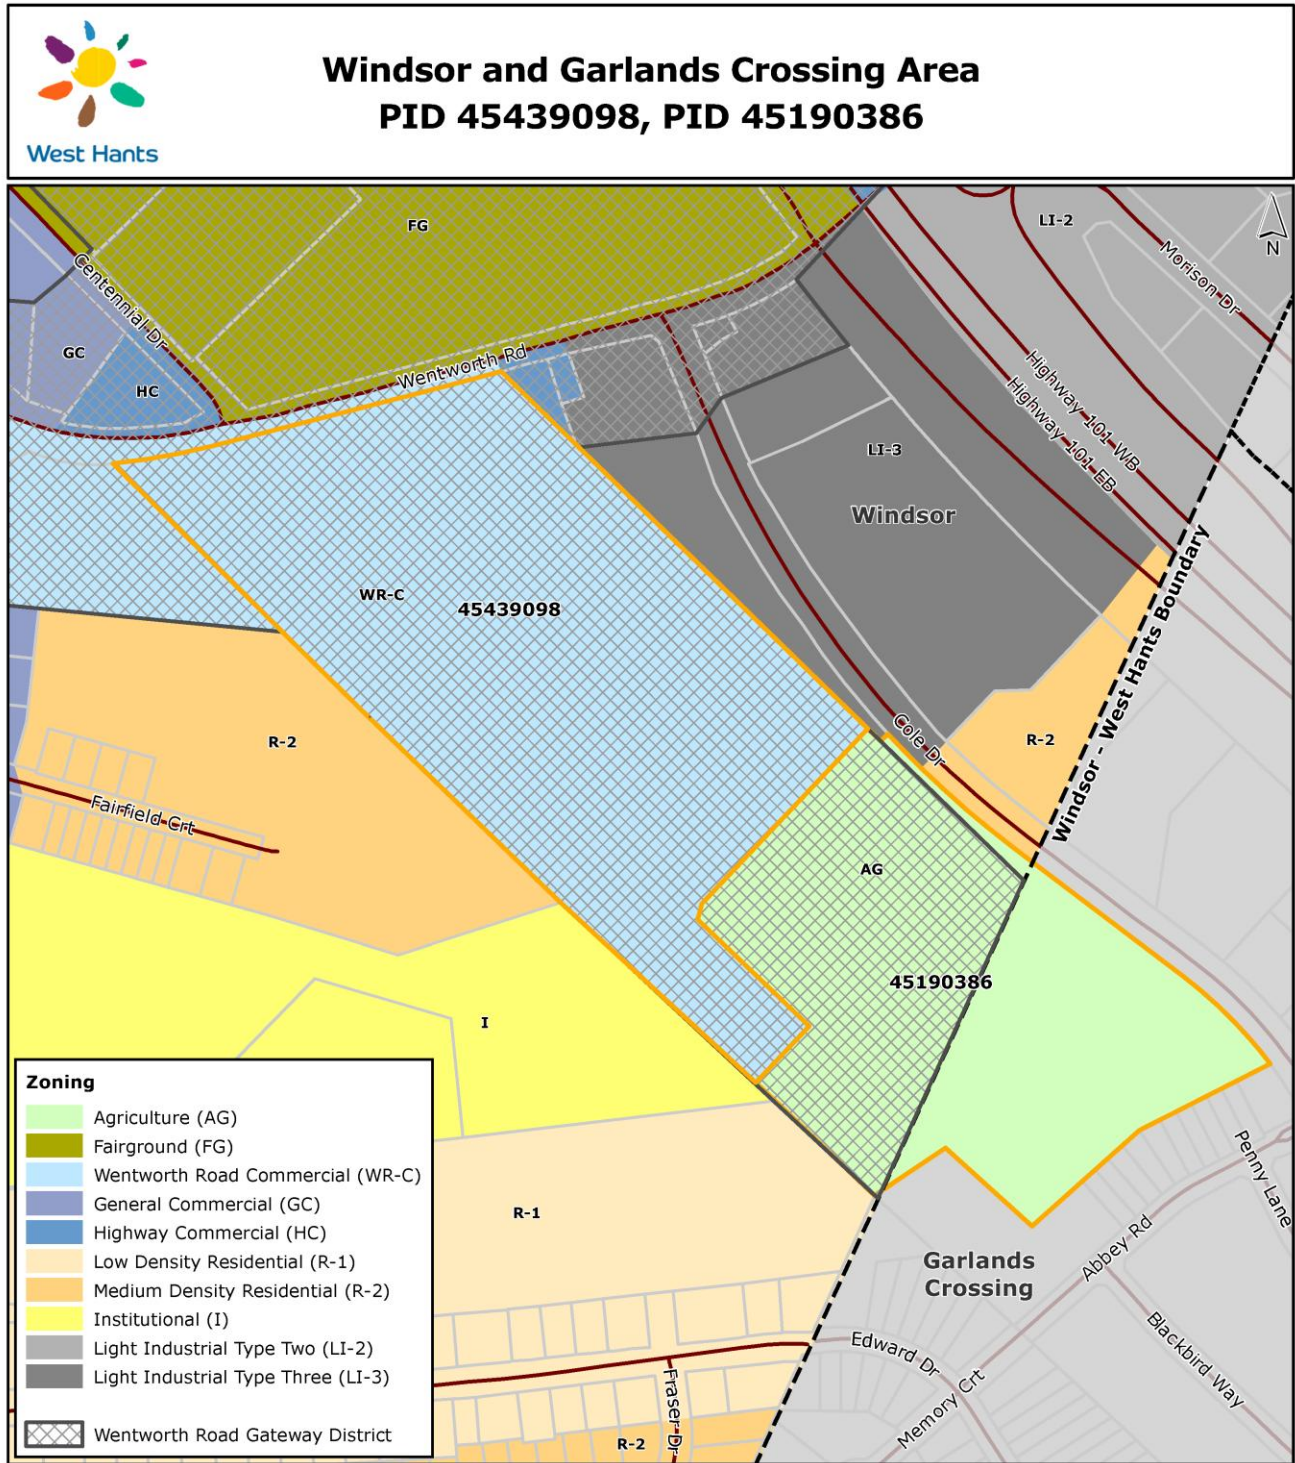 West Hants
Windsor and Garlands Crossing Area
PID 45439098, PID 45190386
FG
LI-2
N
Morison Dr
Centennial Dr
GC
HC
Wentworth Rd
Highway 101 WB
Highway 101 EB
LI-3
Windsor
WR-C
45439098
Windsor - West Hants Boundary
R-2
Cole Dr
R-2
Fairfield Crt
AG
45190386
I
Penny Lane
R-1
Abbey Rd
Garlands
Crossing
Blackbird Way
Edward Dr
Memory Crt
Fraser Dr
R-2
Zoning
Agriculture (AG)
Fairground (FG)
Wentworth Road Commercial (WR-C)
General Commercial (GC)
Highway Commercial (HC)
Low Density Residential (R-1)
Medium Density Residential (R-2)
Institutional (I)
Light Industrial Type Two (LI-2)
Light Industrial Type Three (LI-3)
Wentworth Road Gateway District